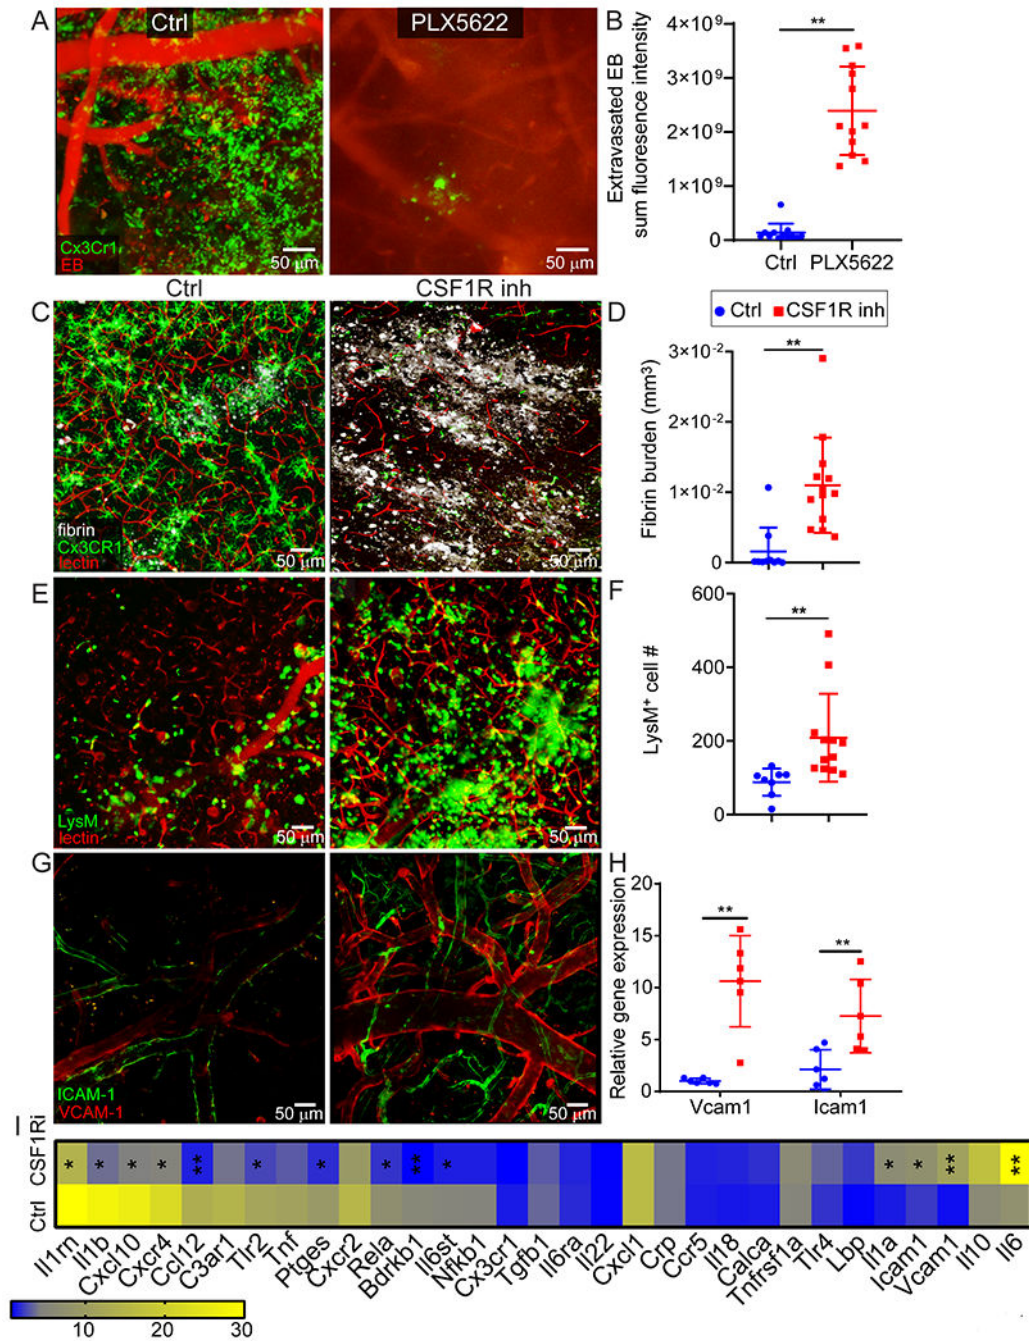 A
Ctrl
PLX5622
Cx3Cr1
EB
50 µm
50 µm
B
Extravasated EB
sum fluoresence intensity
4×10⁹
3×10⁹
2×10⁹
1×10⁹
0
**
Ctrl PLX5622
Ctrl
CSF1R inh
C
fibrin
Cx3CR1
lectin
50 µm
50 µm
Ctrl CSF1R inh
D
Fibrin burden (mm³)
3×10⁻²
2×10⁻²
1×10⁻²
0
**
E
LysM
lectin
50 µm
50 µm
F
LysM⁺ cell #
600
400
200
0
**
G
ICAM-1
VCAM-1
50 µm
50 µm
H
Relative gene expression
20
15
10
5
0
**
**
Vcam1 Icam1
I
CSF1Ri
* * * * ** * * * ** * * * ** **
Ctrl
Il1rn Il1b Cxcl10 Cxcr4 Ccl12 C3ar1 Tlr2 Tnf Ptges Cxcr2 Rela Bdrkb1 Il6st Nfkb1 Cx3cr1 Tgfb1 Il6ra Il22 Cxcl1 Crp Ccr5 Il18 Calca Tnfrsf1a Tlr4 Lbp Il1a Icam1 Vcam1 Il10 Il6
10 20 30